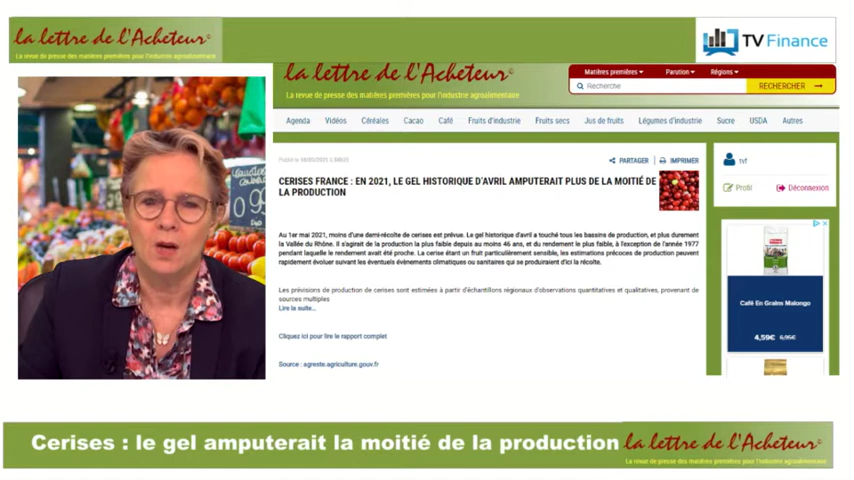 la lettre de l'Acheteur©
La revue de presse des matières premières pour l'industrie agroalimentaire
TV Finance
la lettre de l'Acheteur©
La revue de presse des matières premières pour l'industrie agroalimentaire
Matières premières Parution Régions
Recherche RECHERCHER
Agenda Vidéos Céréales Cacao Café Fruits d'industrie Fruits secs Jus de fruits Légumes d'industrie Sucre USDA Autres
PARTAGER IMPRIMER
CERISES FRANCE : EN 2021, LE GEL HISTORIQUE D'AVRIL AMPUTERAIT PLUS DE LA MOITIÉ DE
LA PRODUCTION
Au 1er mai 2021, moins d'une demi-récolte de cerises est prévue. Le gel historique d'avril a touché tous les bassins de production, et plus durement
la Vallée du Rhône. Il s'agirait de la production la plus faible depuis au moins 46 ans, et du rendement le plus faible, à l'exception de l'année 1977
pendant laquelle le rendement avait été proche. La cerise étant un fruit particulièrement sensible, les estimations précoces de production peuvent
rapidement évoluer suivant les éventuels évènements climatiques ou sanitaires qui se produiraient d'ici la récolte.
Les prévisions de production de cerises sont estimées à partir d'échantillons régionaux d'observations quantitatives et qualitatives, provenant de
sources multiples
Lire la suite...
Cliquez ici pour lire le rapport complet
Source : agreste.agriculture.gouv.fr
Tvf
Profil Déconnexion
Café En Grains Malongo
4,59€ 6,95€
0 9
Cerises : le gel amputerait la moitié de la production
la lettre de l'Acheteur©
La revue de presse des matières premières pour l'industrie agroalimentaire